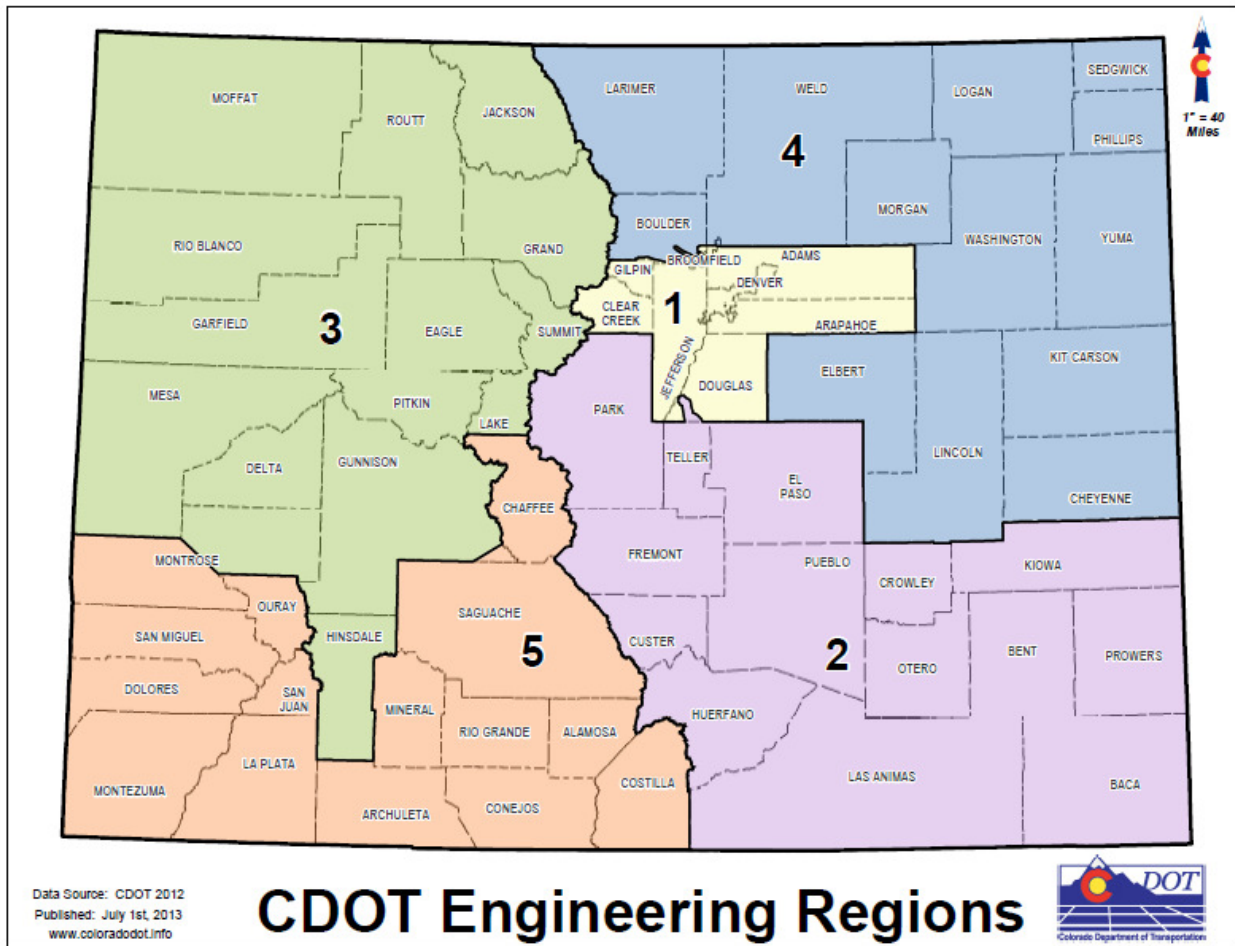 MOFFAT
ROUTT
JACKSON
LARIMER
WELD
LOGAN
SEDGWICK
PHILLIPS
1" = 40
Miles
4
RIO BLANCO
GRAND
BOULDER
MORGAN
WASHINGTON
YUMA
GILPIN
BROOMFIELD
ADAMS
DENVER
CLEAR
CREEK
1
ARAPAHOE
GARFIELD
3
EAGLE
SUMMIT
JEFFERSON
DOUGLAS
ELBERT
KIT CARSON
MESA
PITKIN
LAKE
PARK
DELTA
GUNNISON
TELLER
EL
PASO
LINCOLN
CHEYENNE
CHAFFEE
MONTROSE
FREMONT
PUEBLO
CROWLEY
KIOWA
OURAY
SAGUACHE
SAN MIGUEL
HINSDALE
5
CUSTER
2
OTERO
BENT
PROWERS
DOLORES
SAN
JUAN
MINERAL
RIO GRANDE
ALAMOSA
HUERFANO
LA PLATA
MONTEZUMA
ARCHULETA
CONEJOS
COSTILLA
LAS ANIMAS
BACA
Data Source: CDOT 2012
Published: July 1st, 2013
www.coloradodot.info
CDOT Engineering Regions
CDOT
Colorado Department of Transportation